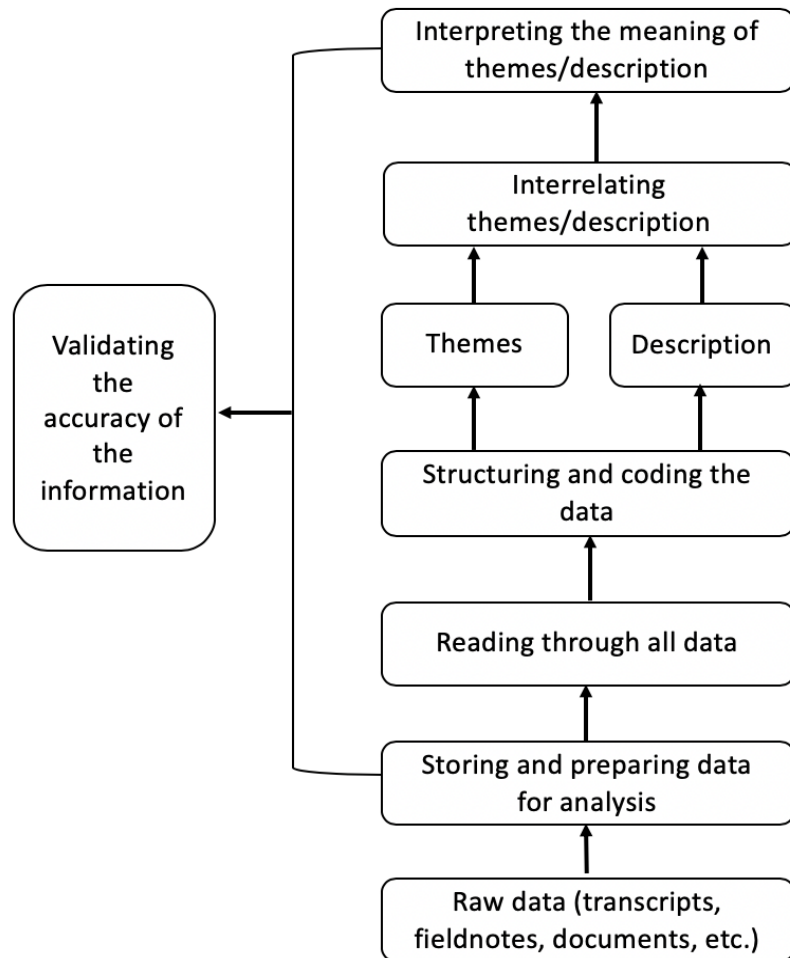 Interpreting the meaning of
themes/description
Interrelating
themes/description
Validating
the
accuracy of
the
information
Themes
Description
Structuring and coding the
data
Reading through all data
Storing and preparing data
for analysis
Raw data (transcripts,
fieldnotes, documents, etc.)